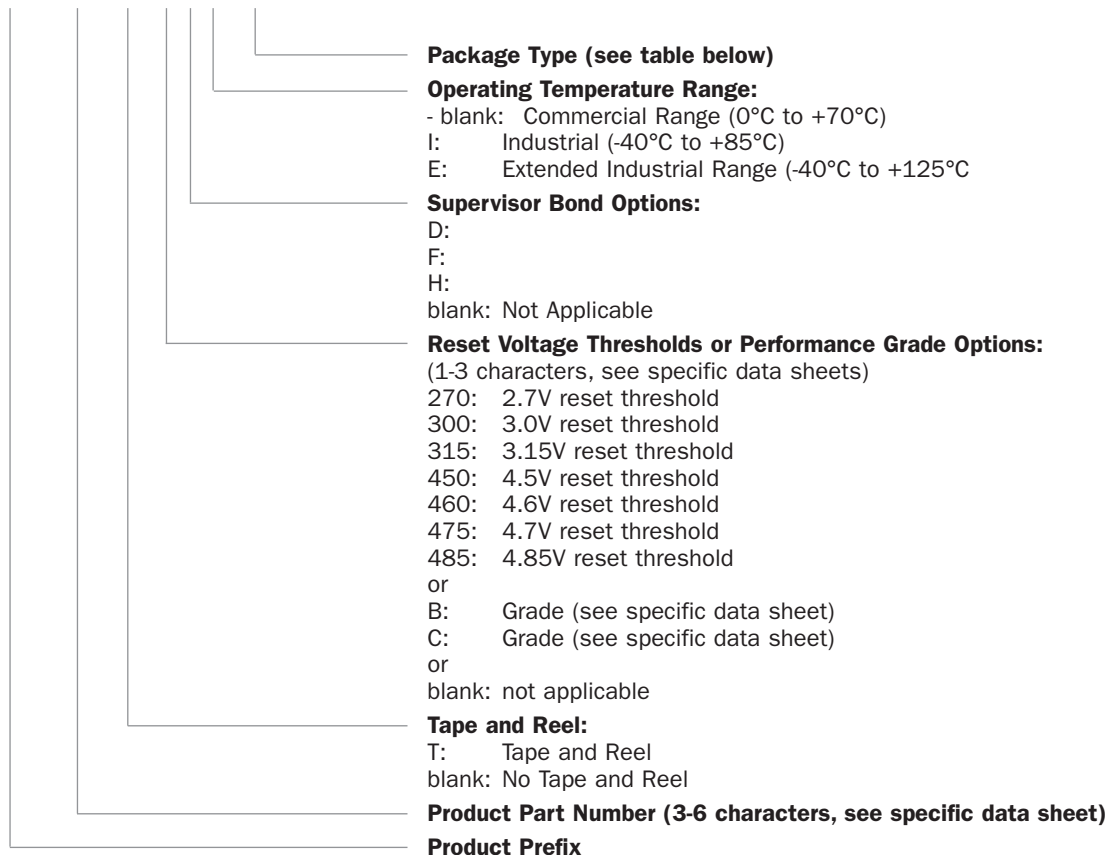 Package Type (see table below)
Operating Temperature Range:
- blank: Commercial Range (0°C to +70°C)
I: Industrial (-40°C to +85°C)
E: Extended Industrial Range (-40°C to +125°C
Supervisor Bond Options:
D:
F:
H:
blank: Not Applicable
Reset Voltage Thresholds or Performance Grade Options:
(1-3 characters, see specific data sheets)
270: 2.7V reset threshold
300: 3.0V reset threshold
315: 3.15V reset threshold
450: 4.5V reset threshold
460: 4.6V reset threshold
475: 4.7V reset threshold
485: 4.85V reset threshold
or
B: Grade (see specific data sheet)
C: Grade (see specific data sheet)
or
blank: not applicable
Tape and Reel:
T: Tape and Reel
blank: No Tape and Reel
Product Part Number (3-6 characters, see specific data sheet)
Product Prefix